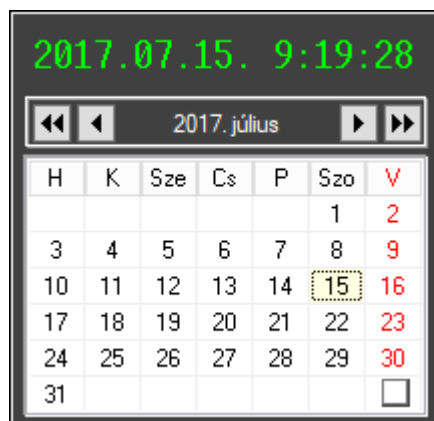 2017.07.15. 9:19:28
2017. július
H K Sze Cs P Szo V
1 2
3 4 5 6 7 8 9
10 11 12 13 14 15 16
17 18 19 20 21 22 23
24 25 26 27 28 29 30
31